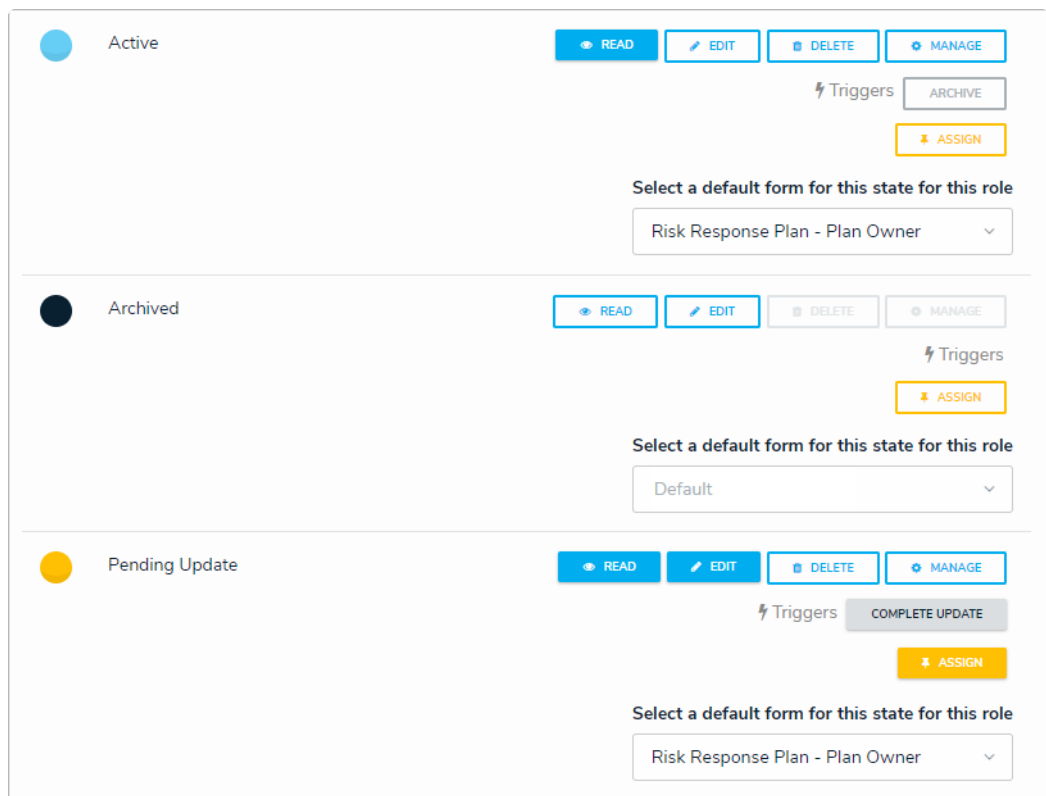 Active READ EDIT DELETE MANAGE
Triggers ARCHIVE
ASSIGN
Select a default form for this state for this role
Risk Response Plan - Plan Owner
Archived READ EDIT DELETE MANAGE
Triggers
ASSIGN
Select a default form for this state for this role
Default
Pending Update READ EDIT DELETE MANAGE
Triggers COMPLETE UPDATE
ASSIGN
Select a default form for this state for this role
Risk Response Plan - Plan Owner